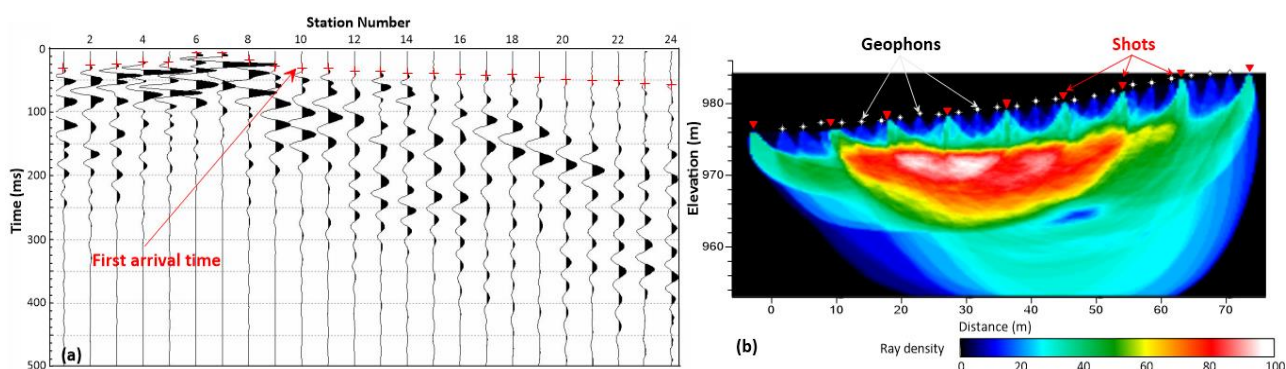 Station Number
2 4 6 8 10 12 14 16 18 20 22 24
0
100
200
300
400
500
Time (ms)
First arrival time
(a)
Geophons
Shots
980
970
960
Elevation (m)
0 10 20 30 40 50 60 70
Distance (m)
(b)
Ray density
0 20 40 60 80 100